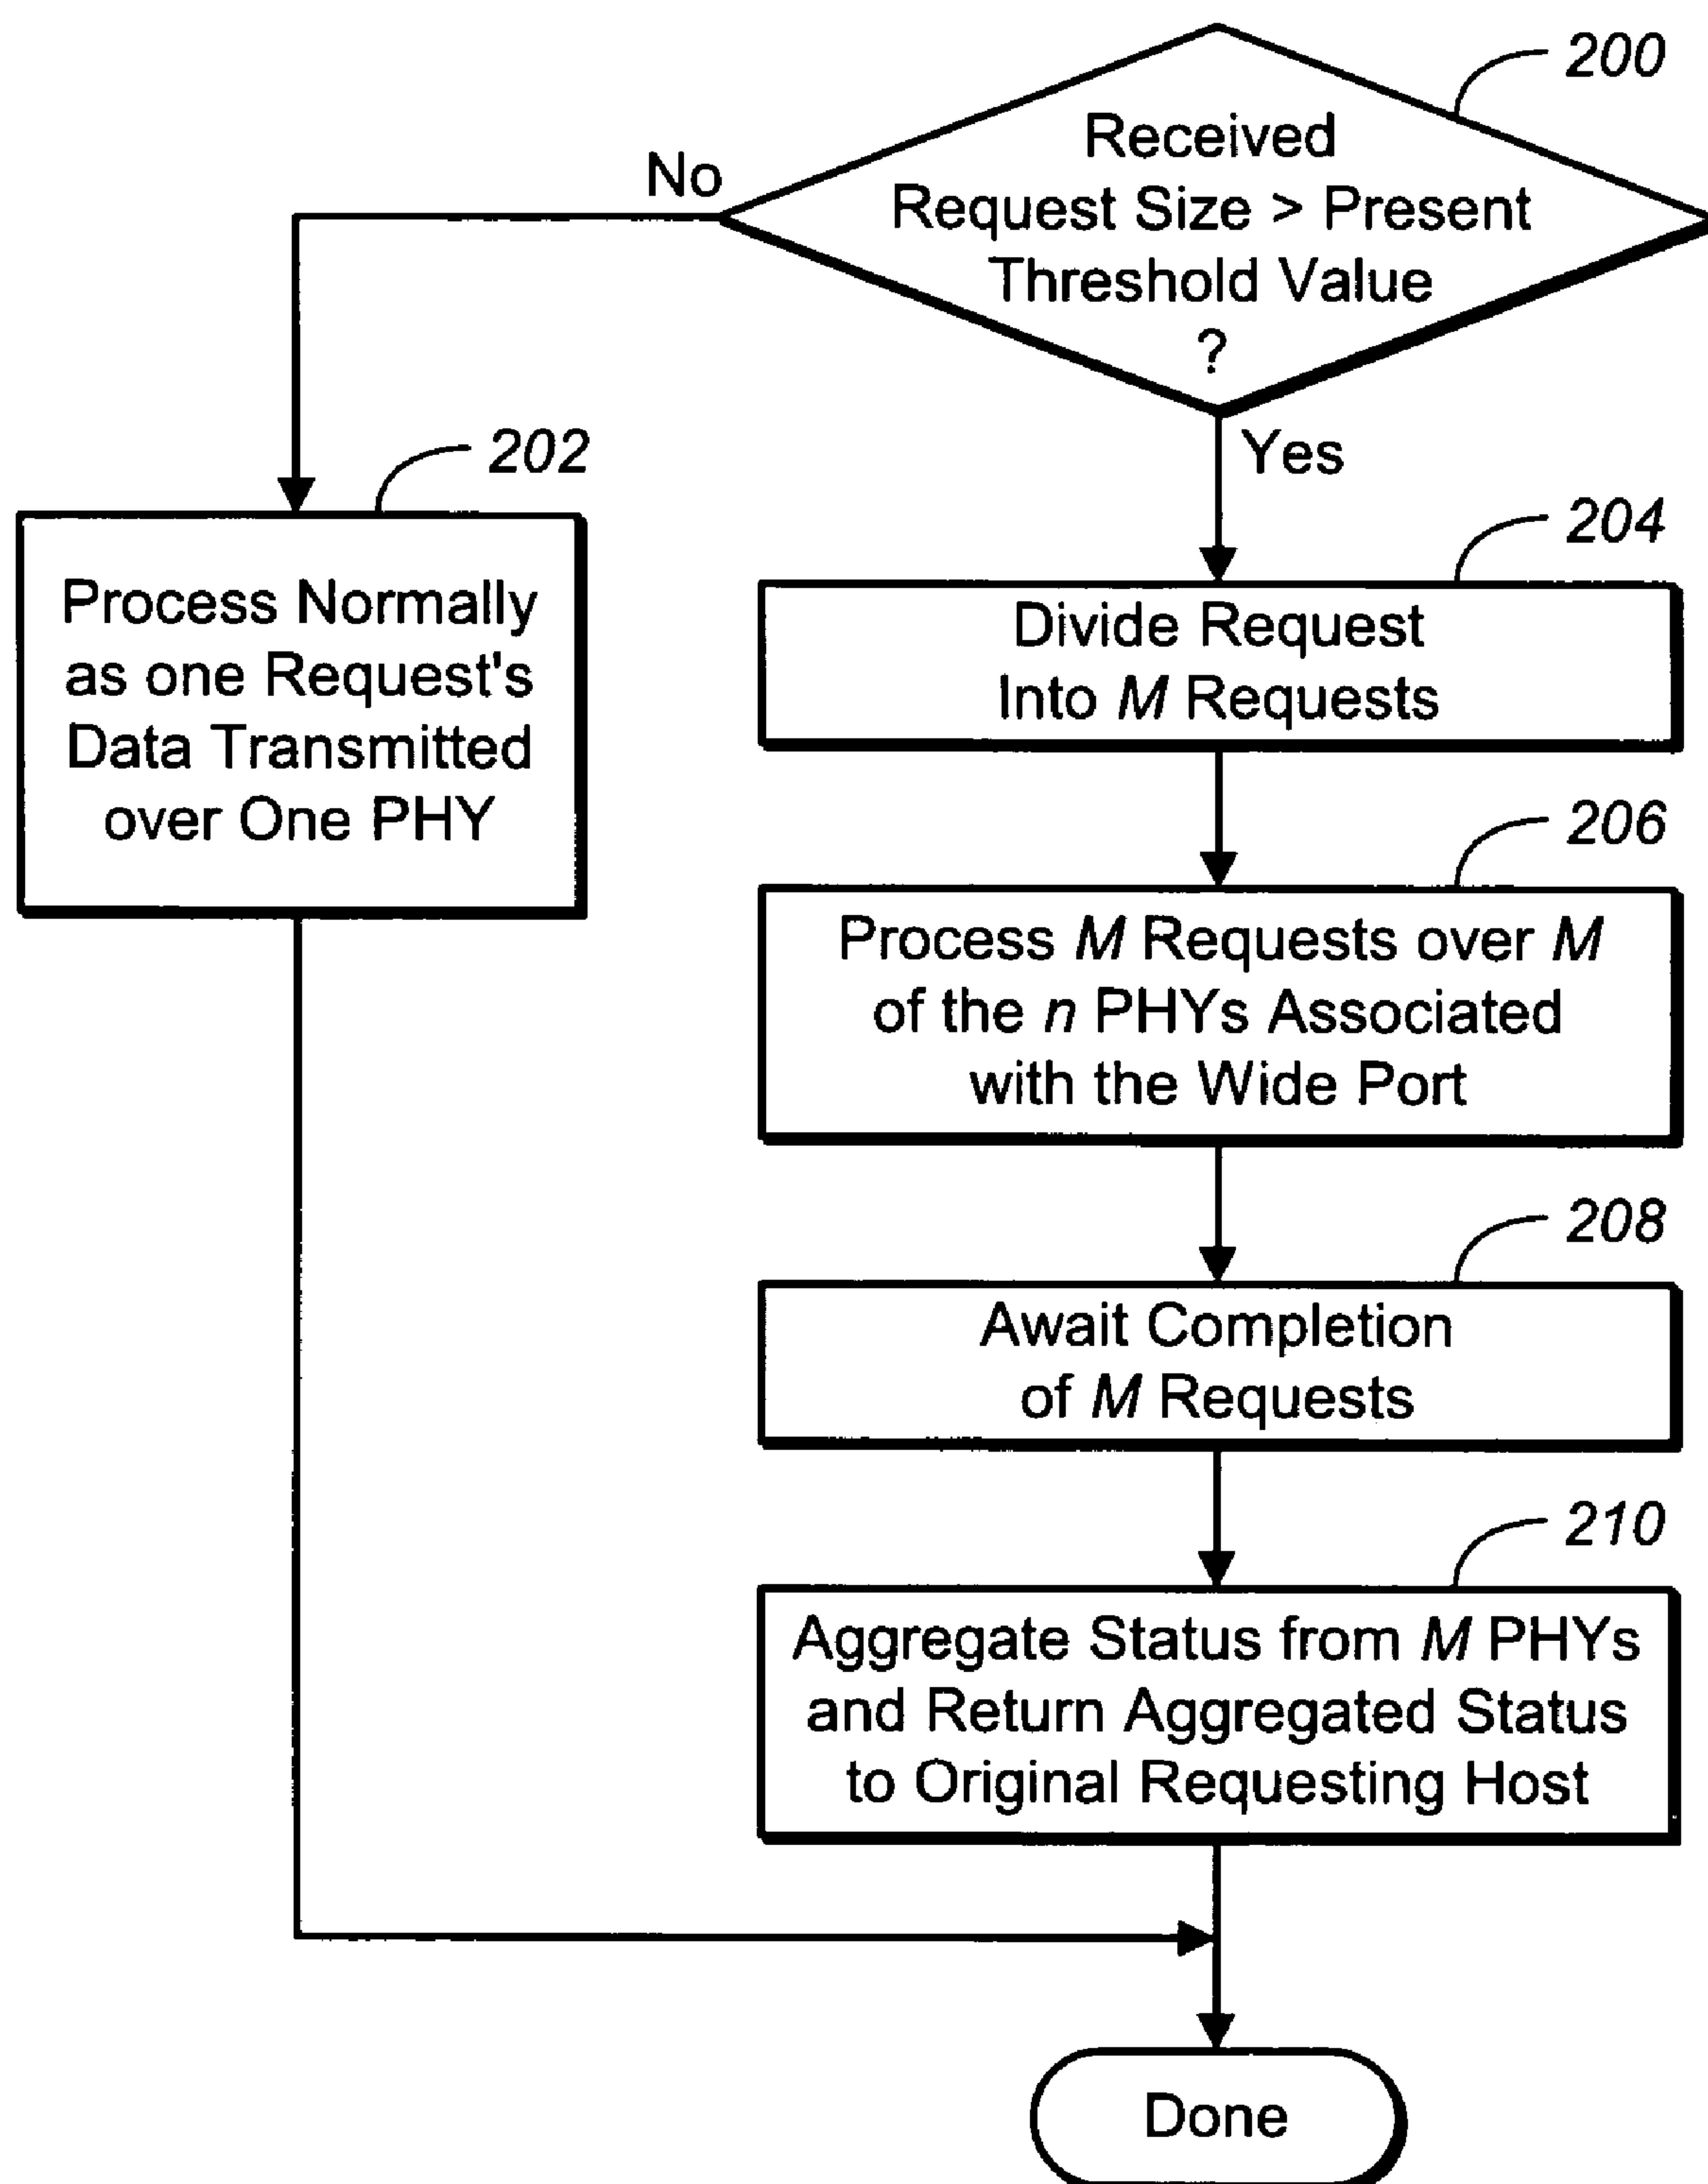 200
Received
Request Size > Present
Threshold Value
?
No
Yes
202
Process Normally
as one Request's
Data Transmitted
over One PHY
204
Divide Request
Into M Requests
206
Process M Requests over M
of the n PHYs Associated
with the Wide Port
208
Await Completion
of M Requests
210
Aggregate Status from M PHYs
and Return Aggregated Status
to Original Requesting Host
Done